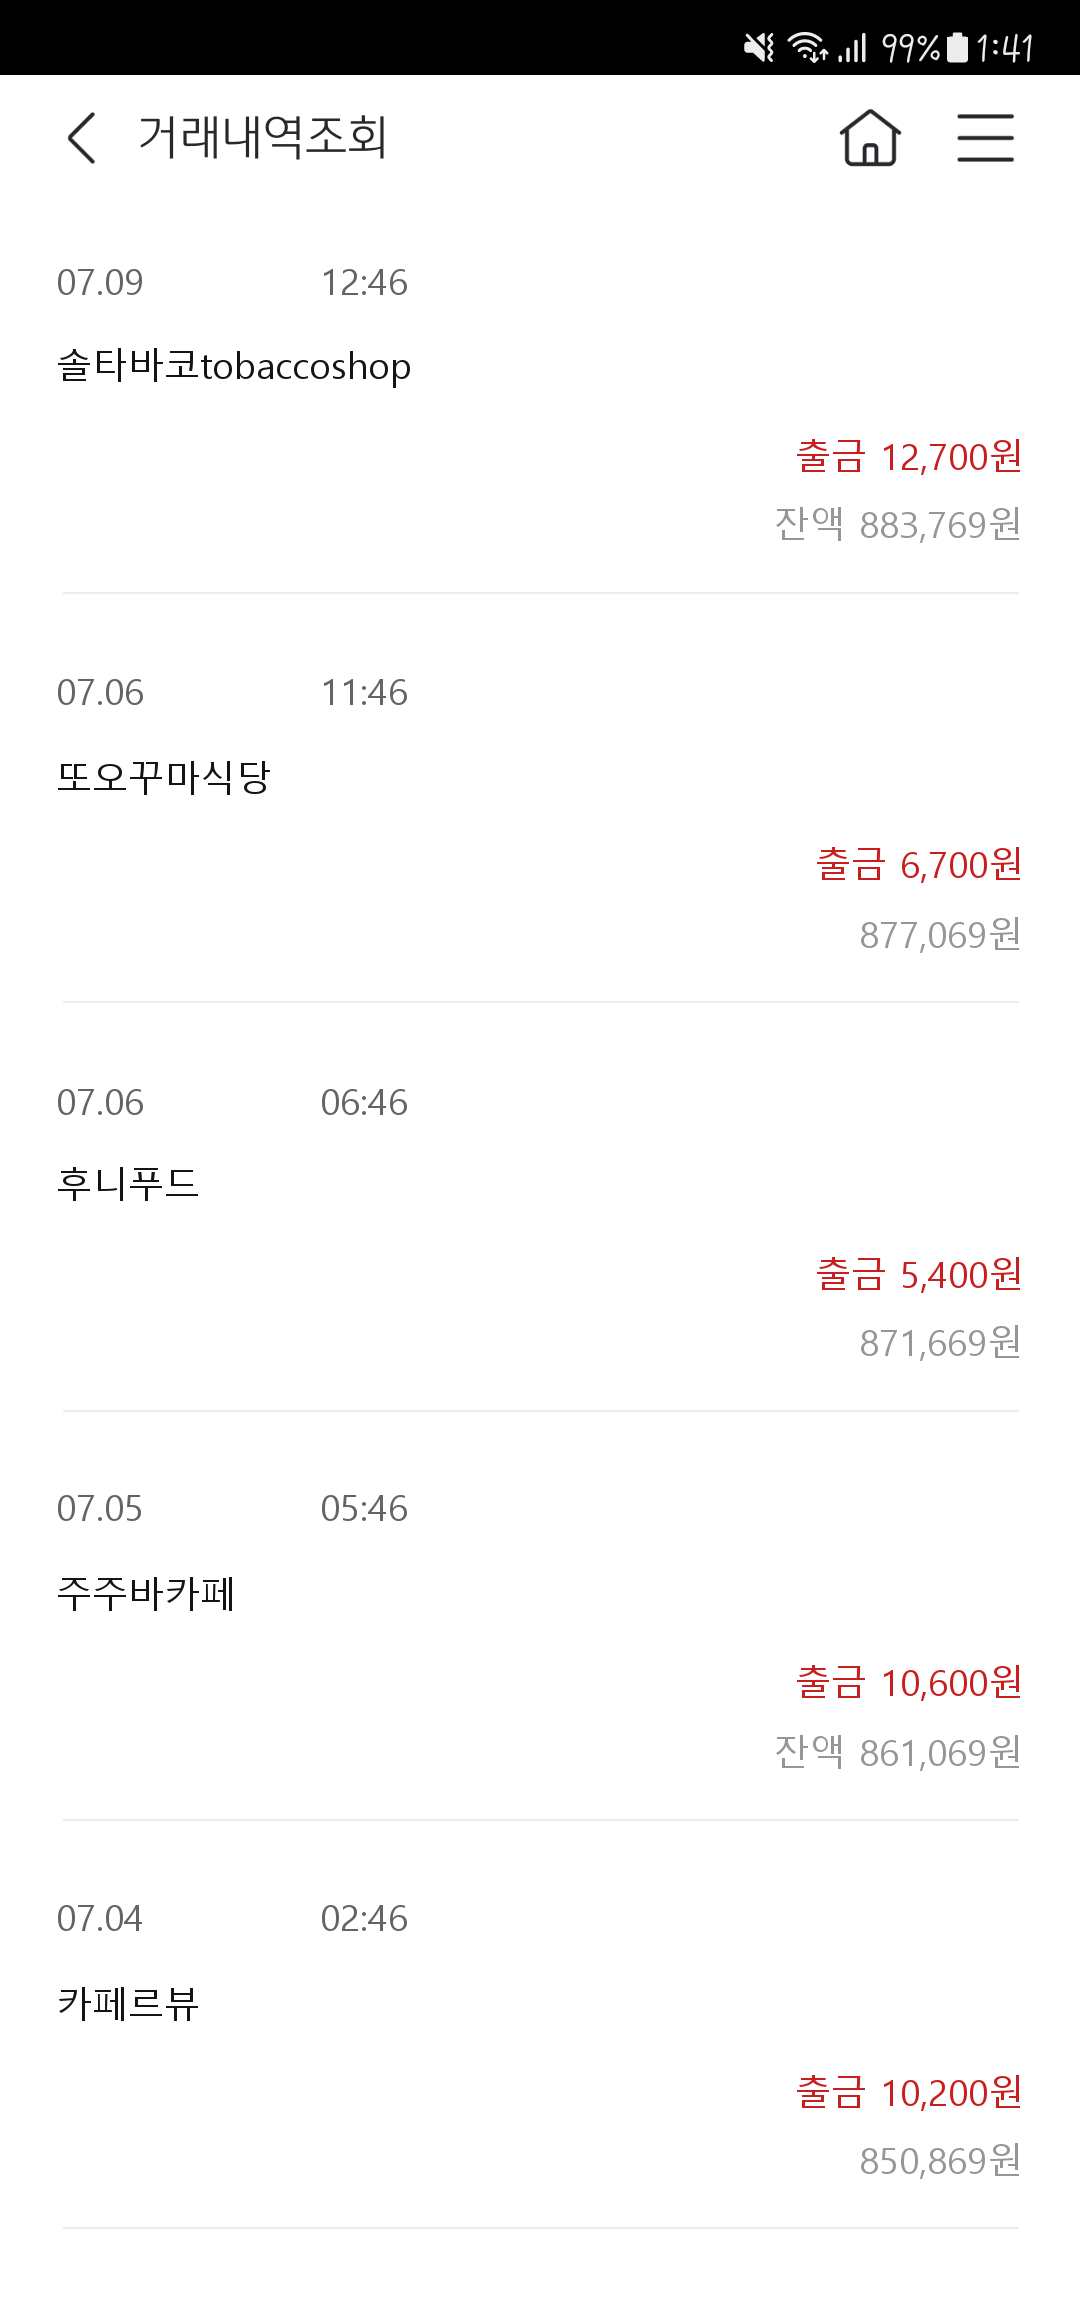 99% 1:41
거래내역조회
07.09 12:46
솔타바코tobaccoshop
출금 12,700원
잔액 883,769원
07.06 11:46
또오꾸마식당
출금 6,700원
877,069원
07.06 06:46
후니푸드
출금 5,400원
871,669원
07.05 05:46
주주바카페
출금 10,600원
잔액 861,069원
07.04 02:46
카페르뷰
출금 10,200원
850,869원